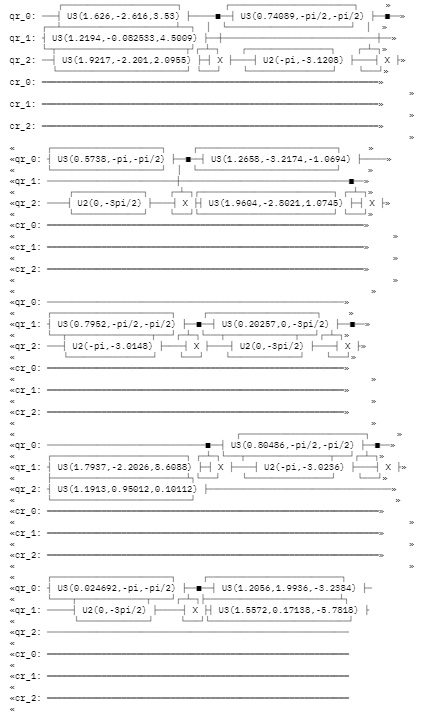 qr_0: U3(1.626,-2.616,3.53) ■ U3(0.74089,-pi/2,-pi/2) ■ »
qr_1: U3(1.2194,-0.082533,4.5009) »
qr_2: U3(1.9217,-2.201,2.0955) X U2(-pi,-3.1208) X »
cr_0: »
cr_1: »
cr_2: »
«
«qr_0: U3(0.5738,-pi,-pi/2) ■ U3(1.2658,-3.2174,-1.0694) »
«qr_1: ■ »
«qr_2: U2(0,-3pi/2) X U3(1.9604,-2.8021,1.0745) X »
«cr_0: »
«cr_1: »
«cr_2: »
«
«qr_0: »
«qr_1: U3(0.7952,-pi/2,-pi/2) ■ U3(0.20257,0,-3pi/2) ■ »
«qr_2: U2(-pi,-3.0148) X U2(0,-3pi/2) X »
«cr_0: »
«cr_1: »
«cr_2: »
«
«qr_0: ■ U3(0.80486,-pi/2,-pi/2) ■ »
«qr_1: U3(1.7937,-2.2026,8.6088) X U2(-pi,-3.0236) X »
«qr_2: U3(1.1913,0.95012,0.10112) »
«cr_0: »
«cr_1: »
«cr_2: »
«
«qr_0: U3(0.024692,-pi,-pi/2) ■ U3(1.2056,1.9936,-3.2384)
«qr_1: U2(0,-3pi/2) X U3(1.5572,0.17138,-5.7818)
«qr_2:
«cr_0:
«cr_1:
«cr_2:
«